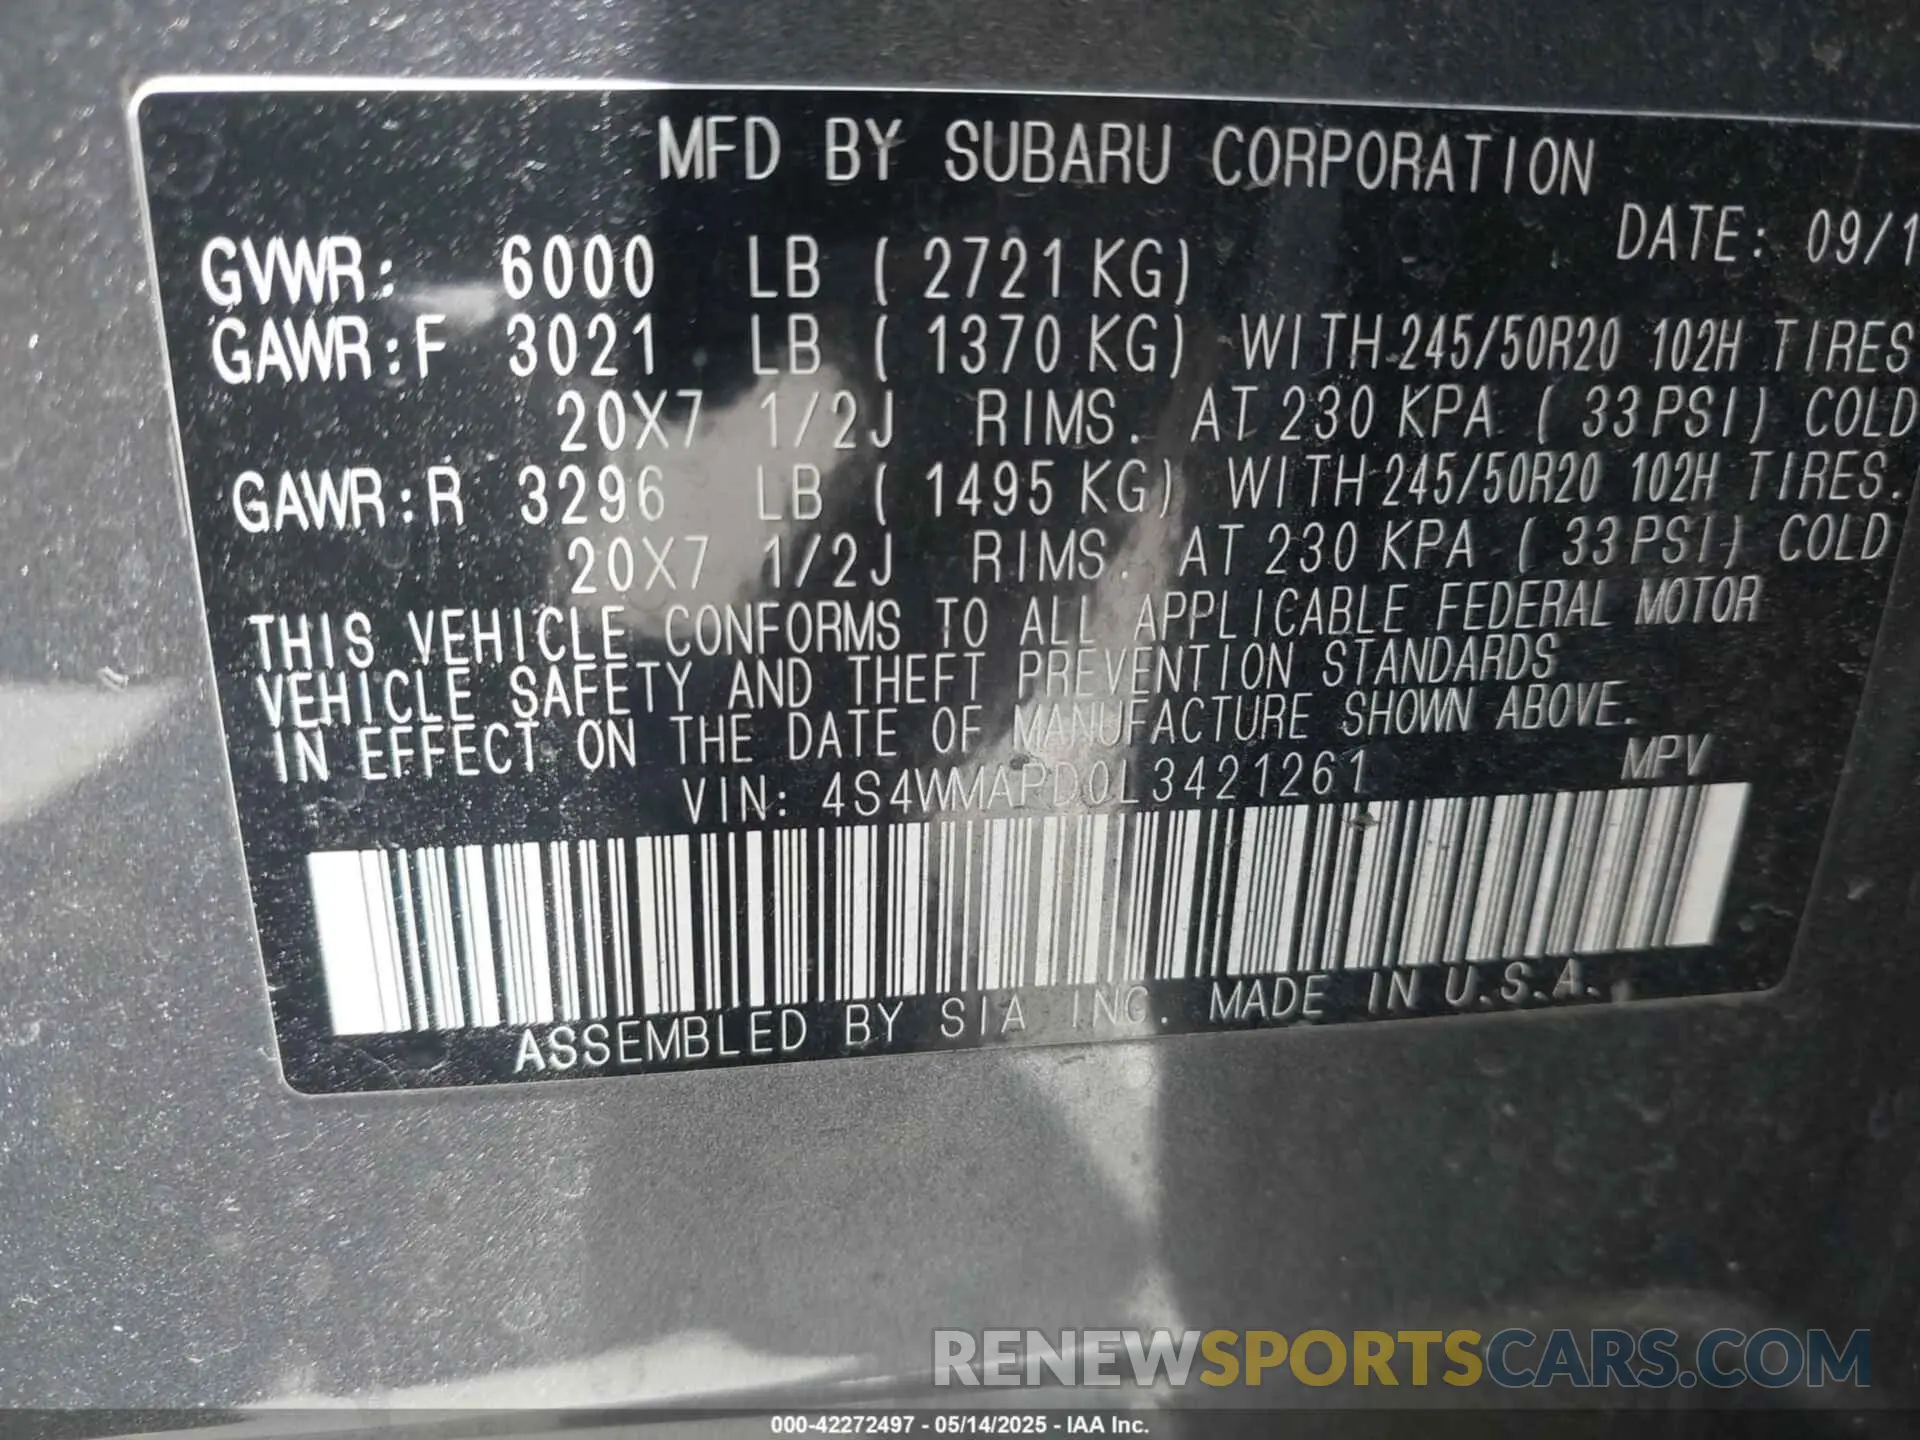 MFD BY SUBARU CORPORATION
DATE: 09/1
GVWR: 6000 LB ( 2721 KG)
GAWR:F 3021 LB ( 1370 KG) WITH 245/50R20 102H TIRES
20X7 1/2J RIMS. AT 230 KPA ( 33 PSI) COLD
GAWR:R 3296 LB ( 1495 KG) WITH 245/50R20 102H TIRES.
20X7 1/2J RIMS. AT 230 KPA ( 33 PSI) COLD
THIS VEHICLE CONFORMS TO ALL APPLICABLE FEDERAL MOTOR
VEHICLE SAFETY AND THEFT PREVENTION STANDARDS
IN EFFECT ON THE DATE OF MANUFACTURE SHOWN ABOVE.
VIN: 4S4WMAPD0L3421261 MPV
ASSEMBLED BY SIA INC. MADE IN U.S.A.
RENEWSPORTSCARS.COM
000-42272497 - 05/14/2025 - IAA Inc.